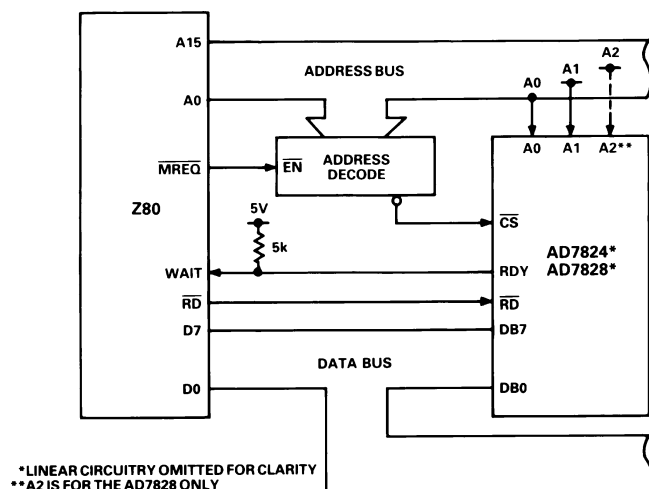 A15
ADDRESS BUS
A2
A1
A0
A0
A0 A1 A2**
MREQ
EN
ADDRESS
DECODE
Z80
5V
5k
CS
AD7824*
AD7828*
WAIT
RDY
RD
RD
D7
DB7
DATA BUS
D0
DB0
*LINEAR CIRCUITRY OMITTED FOR CLARITY
**A2 IS FOR THE AD7828 ONLY